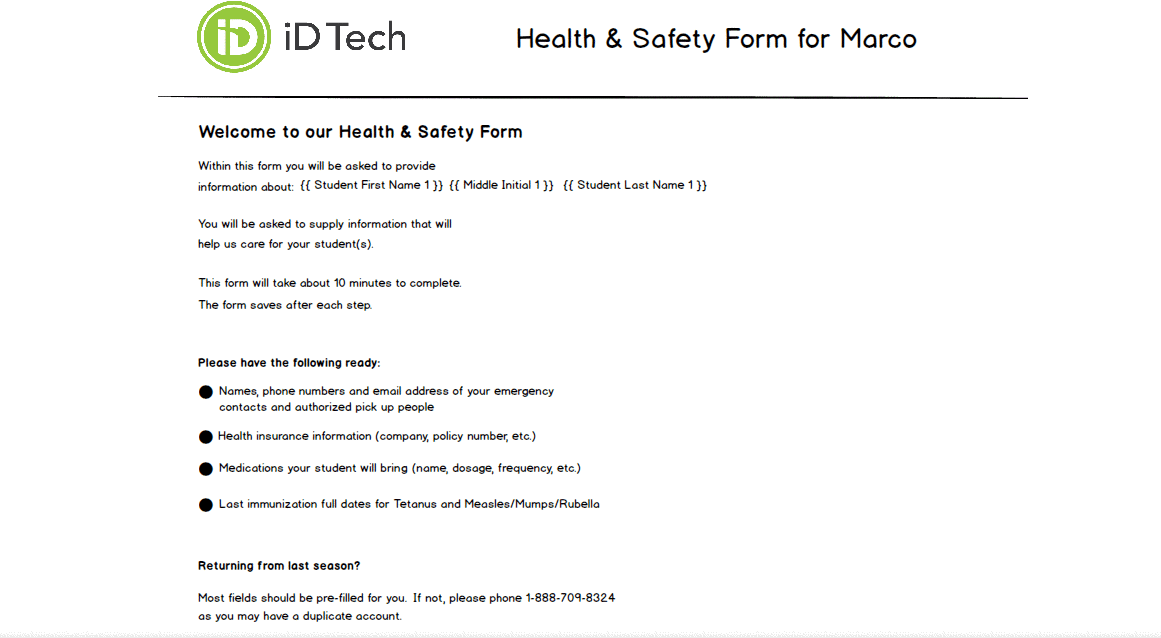 iD iD Tech
Health & Safety Form for Marco
Welcome to our Health & Safety Form
Within this form you will be asked to provide
information about: {{ Student First Name 1 }} {{ Middle Initial 1 }} {{ Student Last Name 1 }}
You will be asked to supply information that will
help us care for your student(s).
This form will take about 10 minutes to complete.
The form saves after each step.
Please have the following ready:
Names, phone numbers and email address of your emergency
contacts and authorized pick up people
Health insurance information (company, policy number, etc.)
Medications your student will bring (name, dosage, frequency, etc.)
Last immunization full dates for Tetanus and Measles/Mumps/Rubella
Returning from last season?
Most fields should be pre-filled for you. If not, please phone 1-888-709-8324
as you may have a duplicate account.